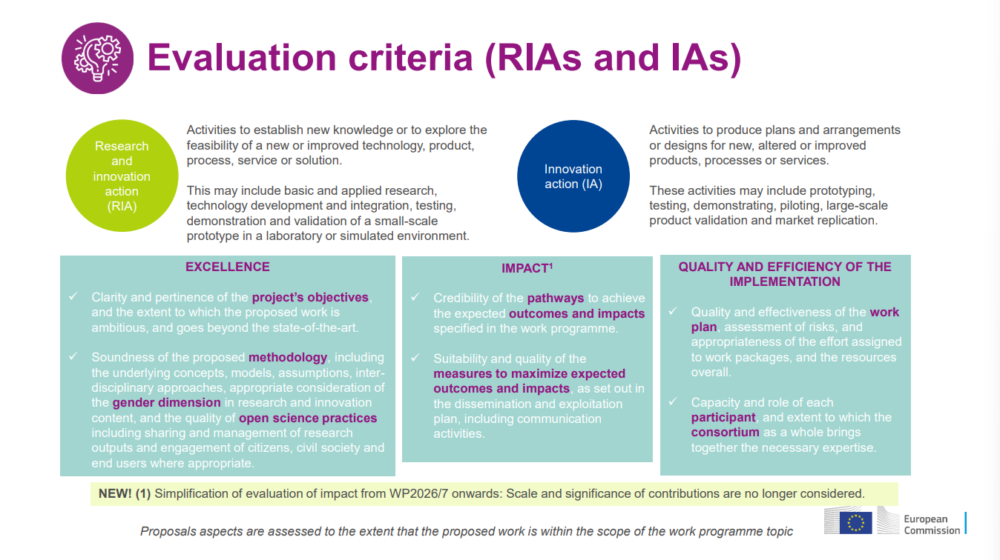 Evaluation criteria (RIAs and IAs)
Research
and
innovation
action
(RIA)
Activities to establish new knowledge or to explore the
feasibility of a new or improved technology, product,
process, service or solution.
This may include basic and applied research,
technology development and integration, testing,
demonstration and validation of a small-scale
prototype in a laboratory or simulated environment.
Innovation
action (IA)
Activities to produce plans and arrangements
or designs for new, altered or improved
products, processes or services.
These activities may include prototyping,
testing, demonstrating, piloting, large-scale
product validation and market replication.
EXCELLENCE
Clarity and pertinence of the project’s objectives,
and the extent to which the proposed work is
ambitious, and goes beyond the state-of-the-art.
Soundness of the proposed methodology, including
the underlying concepts, models, assumptions, inter-
disciplinary approaches, appropriate consideration of
the gender dimension in research and innovation
content, and the quality of open science practices
including sharing and management of research
outputs and engagement of citizens, civil society and
end users where appropriate.
IMPACT¹
Credibility of the pathways to achieve
the expected outcomes and impacts
specified in the work programme.
Suitability and quality of the
measures to maximize expected
outcomes and impacts, as set out in
the dissemination and exploitation
plan, including communication
activities.
QUALITY AND EFFICIENCY OF THE
IMPLEMENTATION
Quality and effectiveness of the work
plan, assessment of risks, and
appropriateness of the effort assigned
to work packages, and the resources
overall.
Capacity and role of each
participant, and extent to which the
consortium as a whole brings
together the necessary expertise.
NEW! (1) Simplification of evaluation of impact from WP2026/7 onwards: Scale and significance of contributions are no longer considered.
Proposals aspects are assessed to the extent that the proposed work is within the scope of the work programme topic
European
Commission